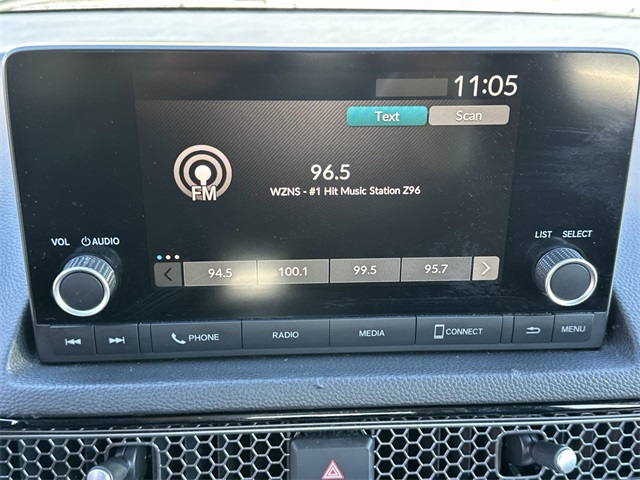 11:05
Text Scan
FM
96.5
WZNS - #1 Hit Music Station Z96
VOL AUDIO
LIST SELECT
94.5 100.1 99.5 95.7
PHONE RADIO MEDIA CONNECT MENU